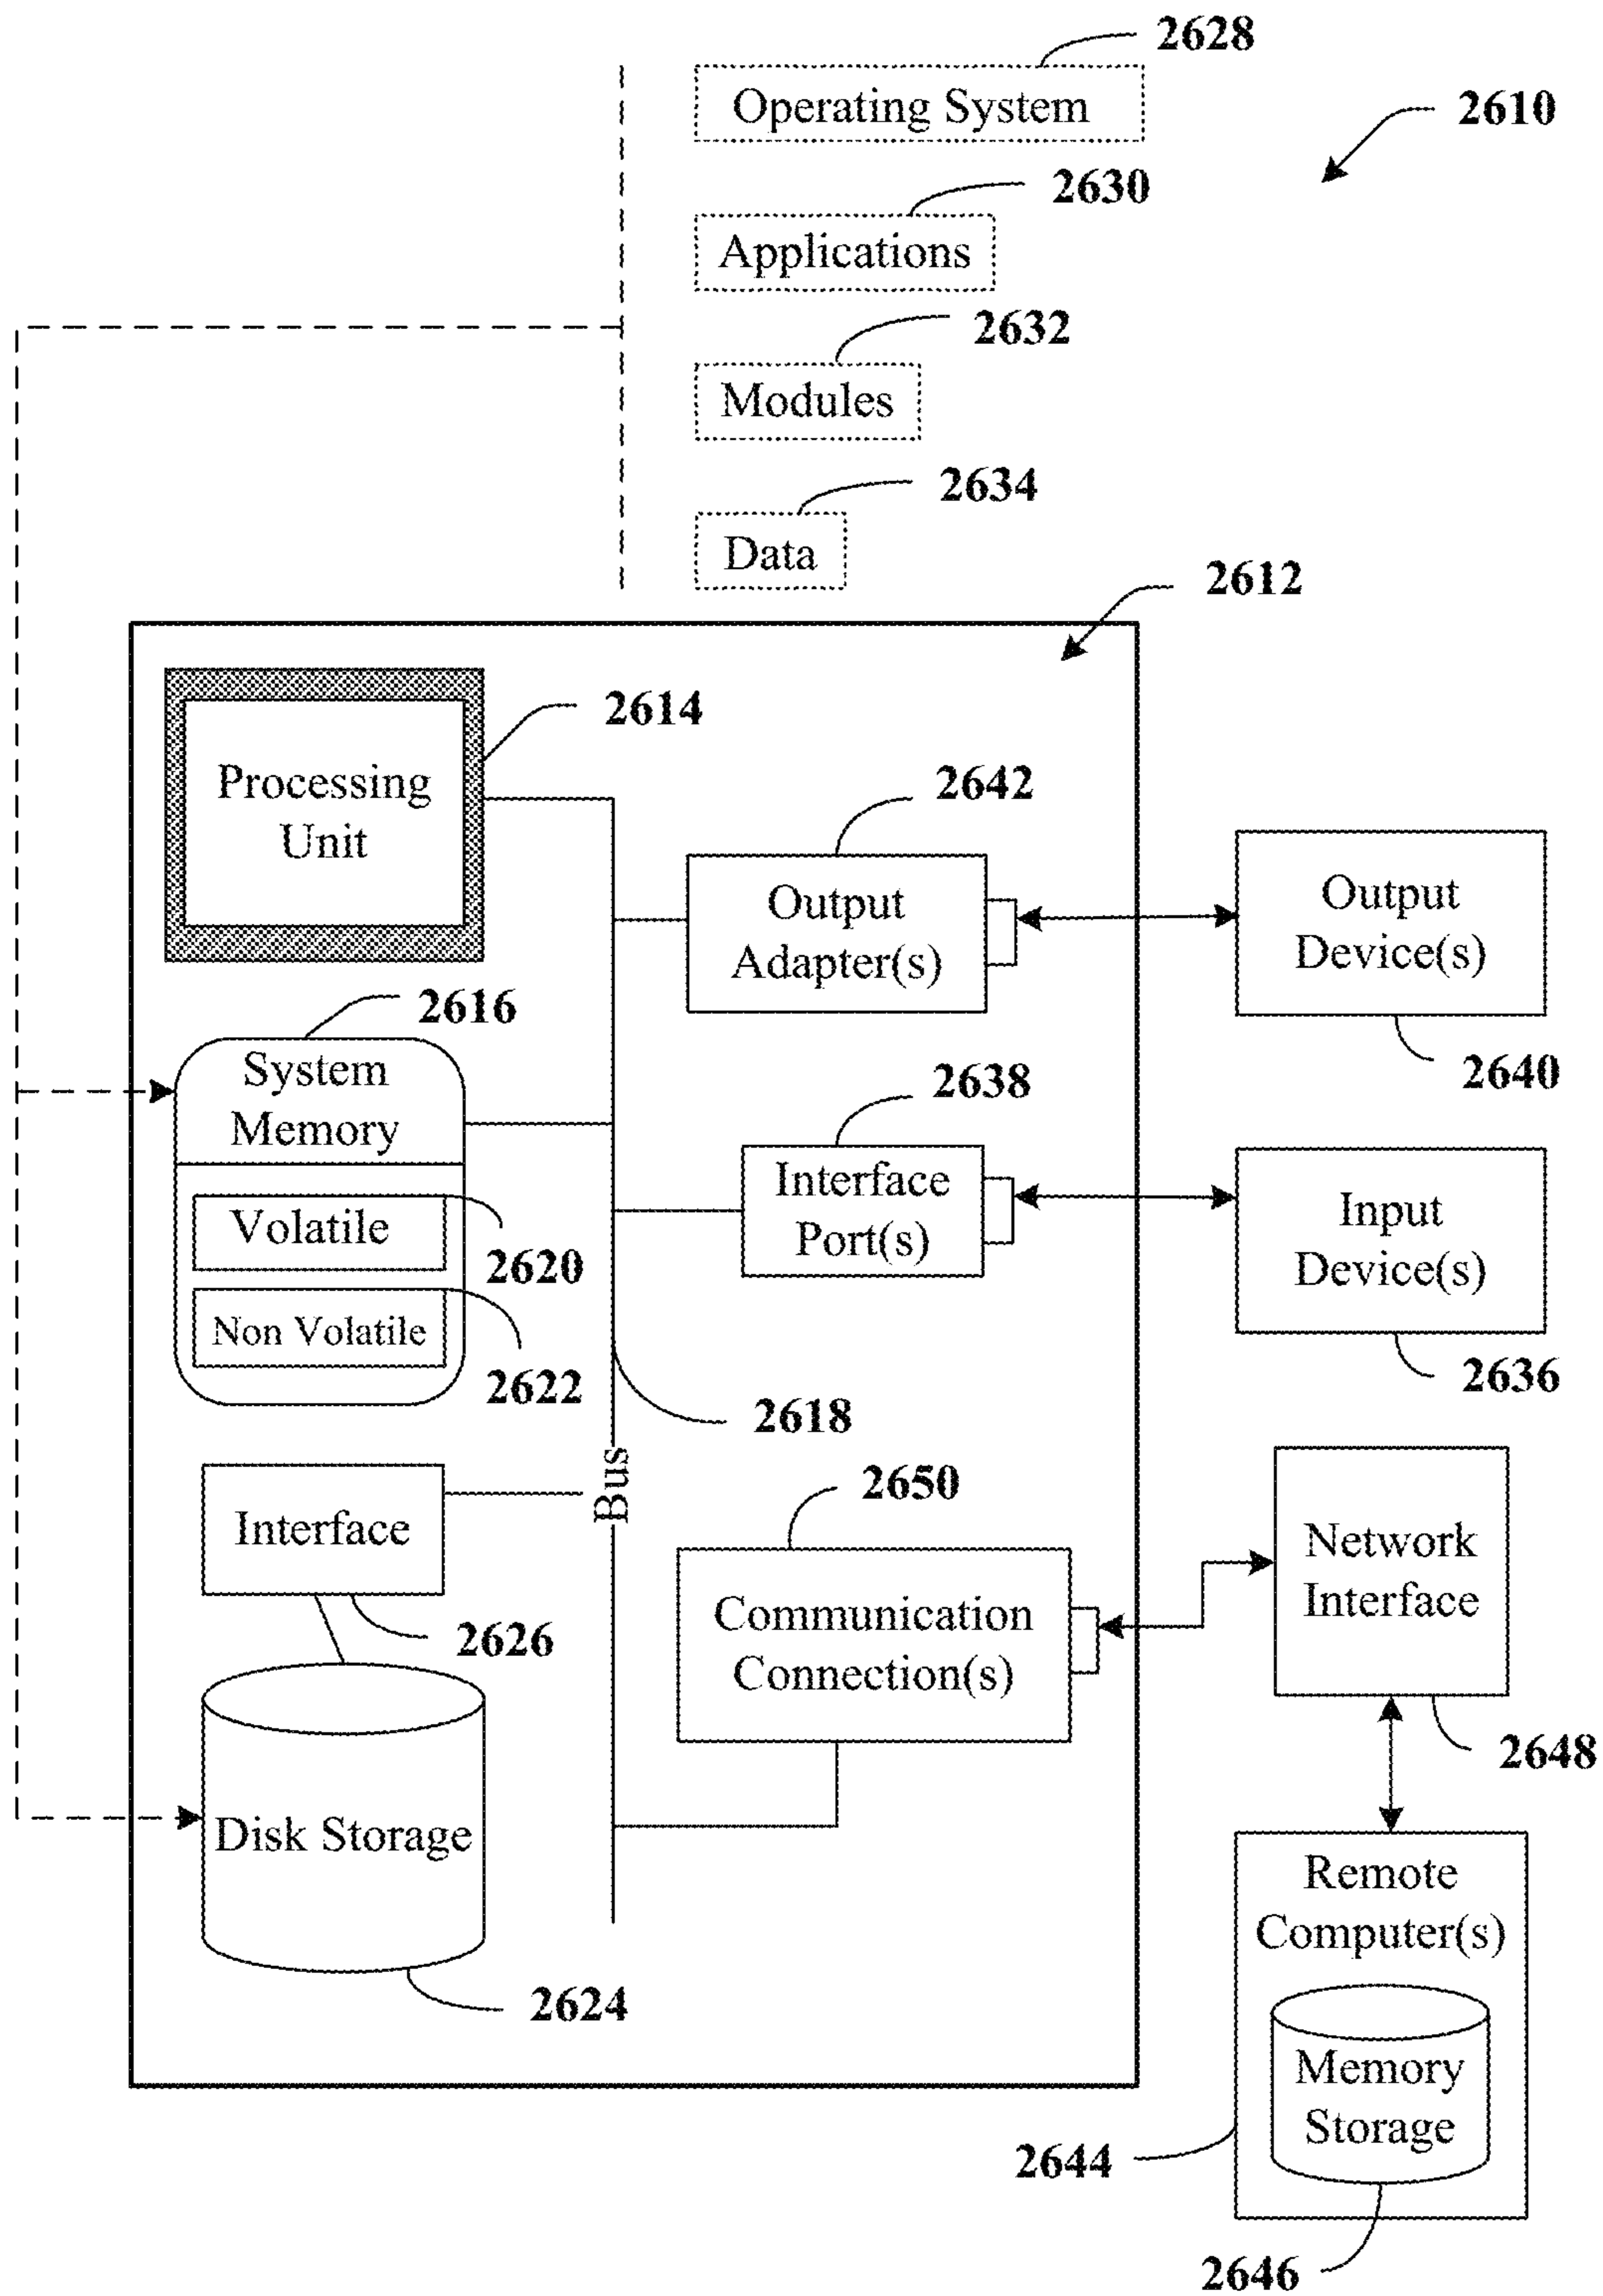 2628
Operating System
2610
2630
Applications
2632
Modules
2634
Data
2612
2614
Processing
Unit
2642
Output
Adapter(s)
Output
Device(s)
2640
2616
System
Memory
2638
Interface
Port(s)
Input
Device(s)
2636
Volatile
2620
Non Volatile
2622
2618
Bus
Interface
2626
2650
Communication
Connection(s)
Network
Interface
2648
Disk Storage
2624
Remote
Computer(s)
Memory
Storage
2644
2646